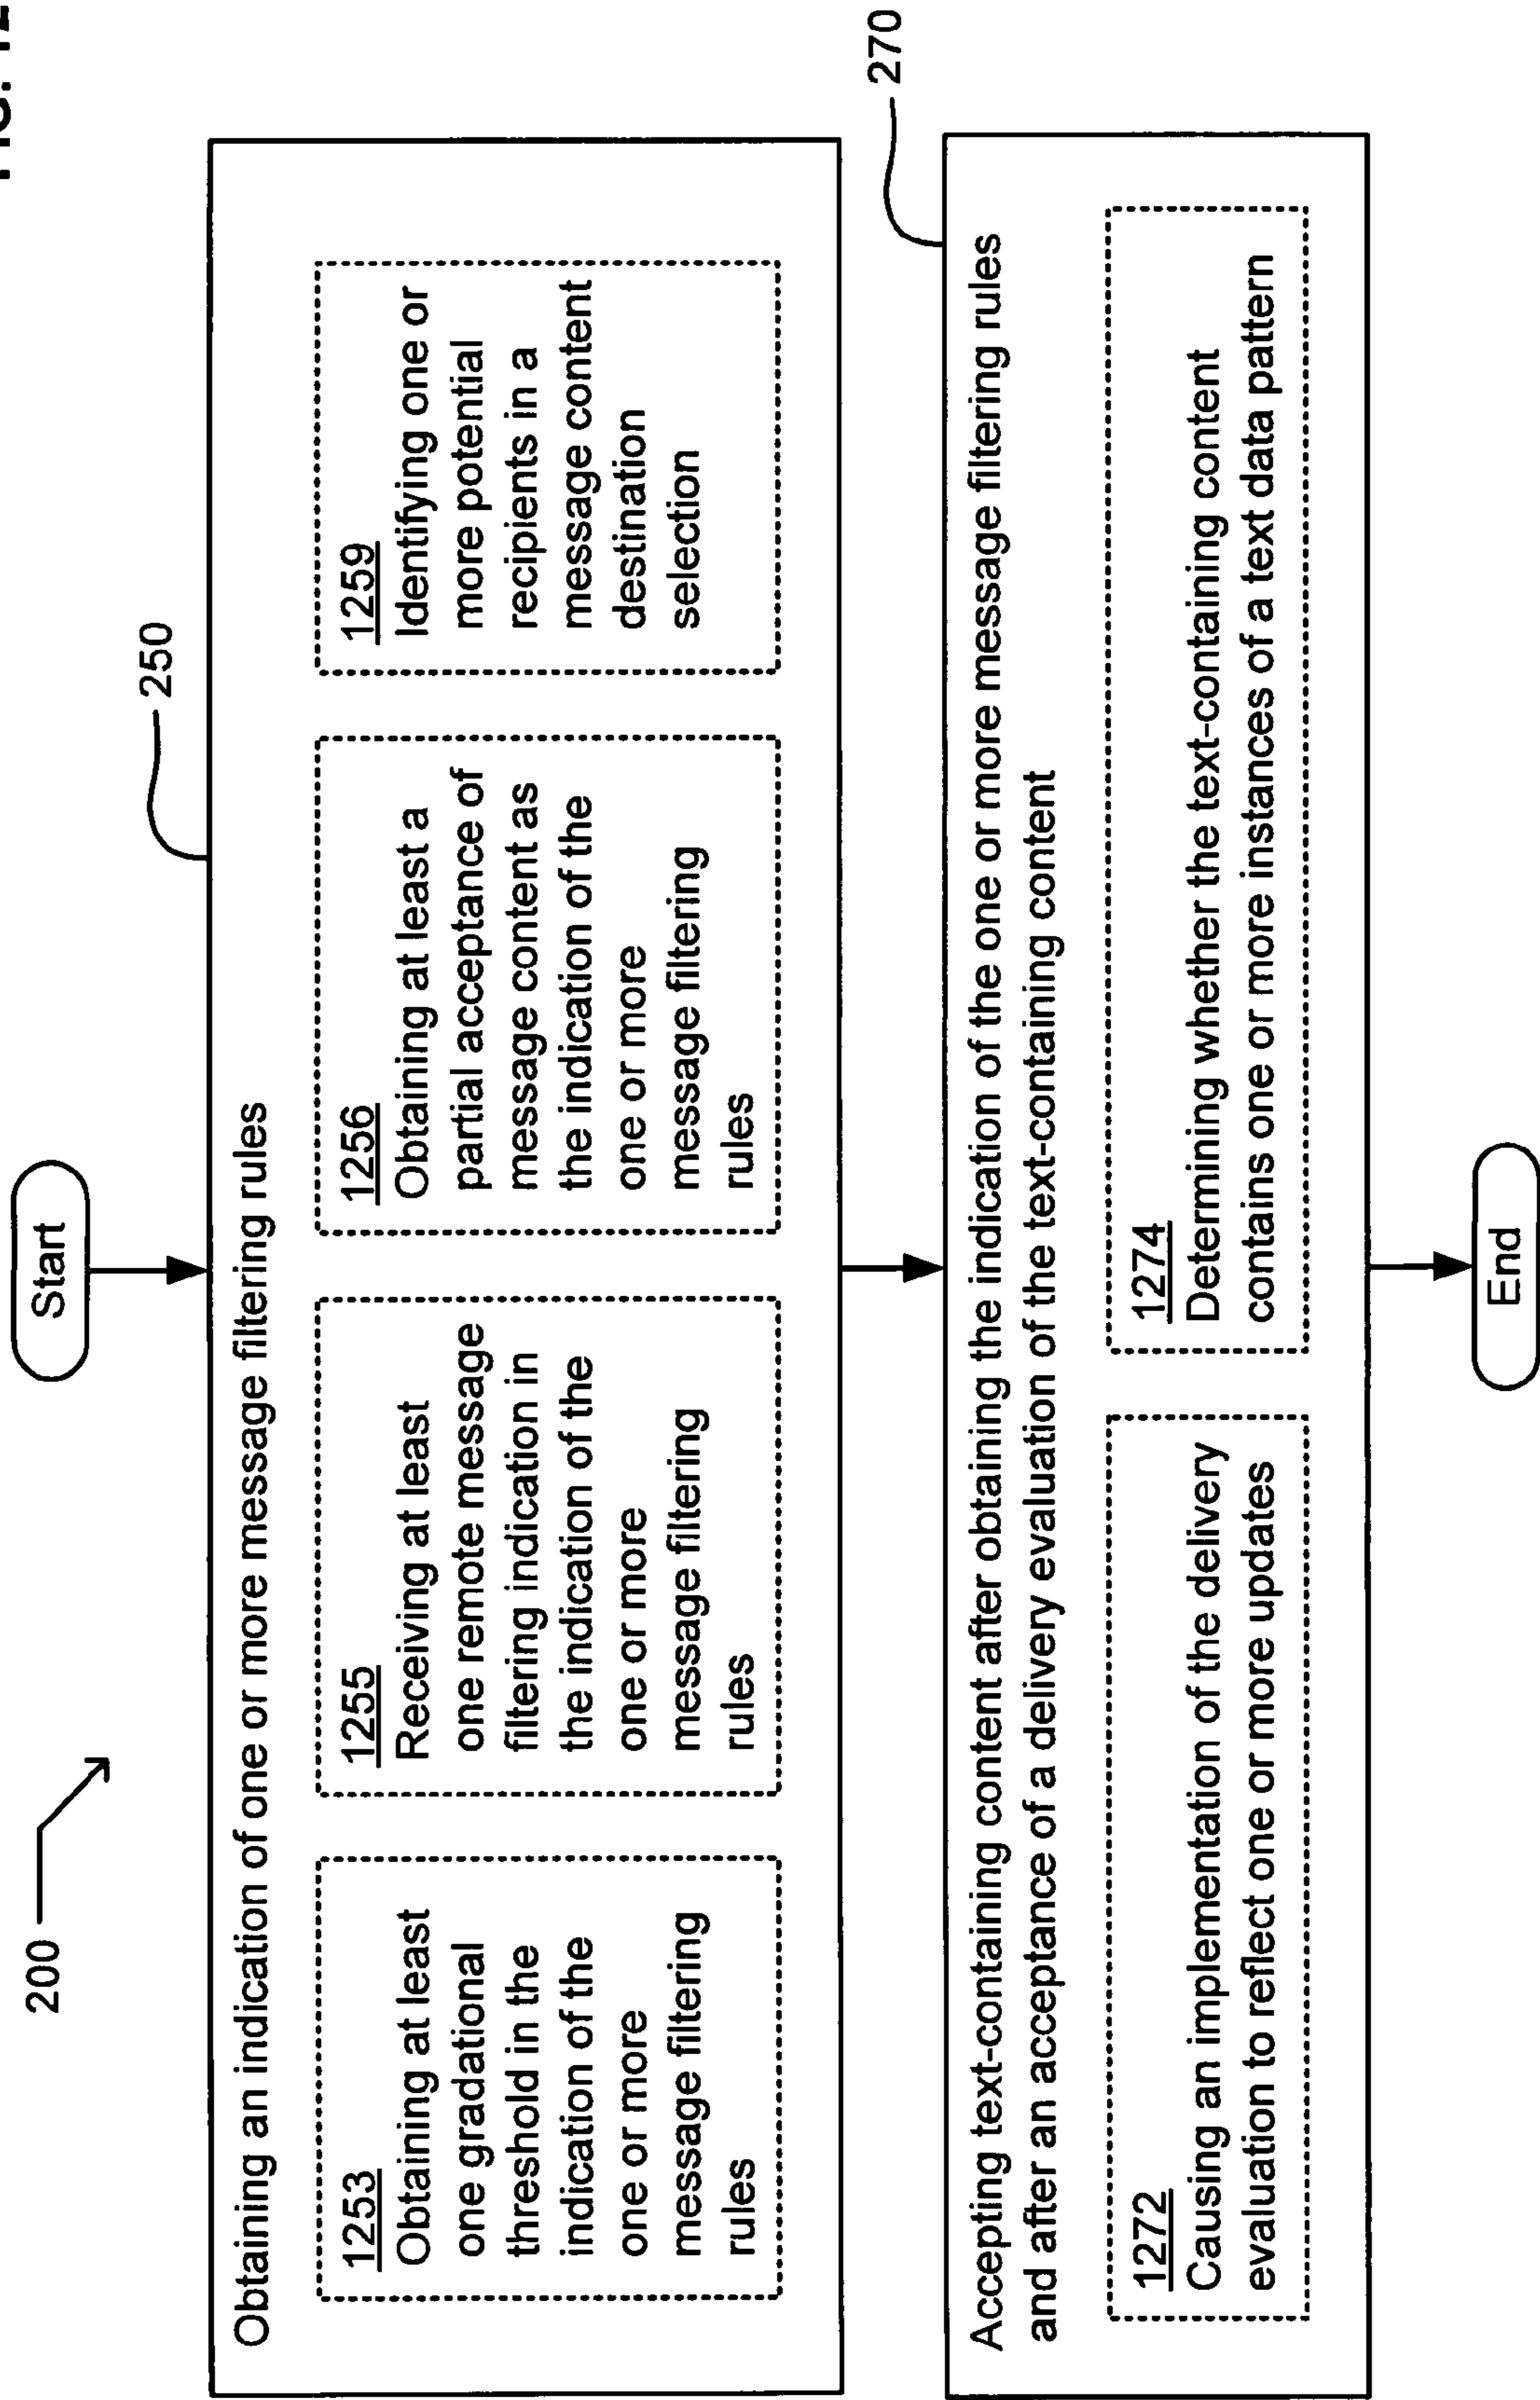 200
Start
250
Obtaining an indication of one or more message filtering rules
1253
Obtaining at least
one gradational
threshold in the
indication of the
one or more
message filtering
rules
1255
Receiving at least
one remote message
filtering indication in
the indication of the
one or more
message filtering
rules
1256
Obtaining at least a
partial acceptance of
message content as
the indication of the
one or more
message filtering
rules
1259
Identifying one or
more potential
recipients in a
message content
destination
selection
270
Accepting text-containing content after obtaining the indication of the one or more message filtering rules
and after an acceptance of a delivery evaluation of the text-containing content
1272
Causing an implementation of the delivery
evaluation to reflect one or more updates
1274
Determining whether the text-containing content
contains one or more instances of a text data pattern
End